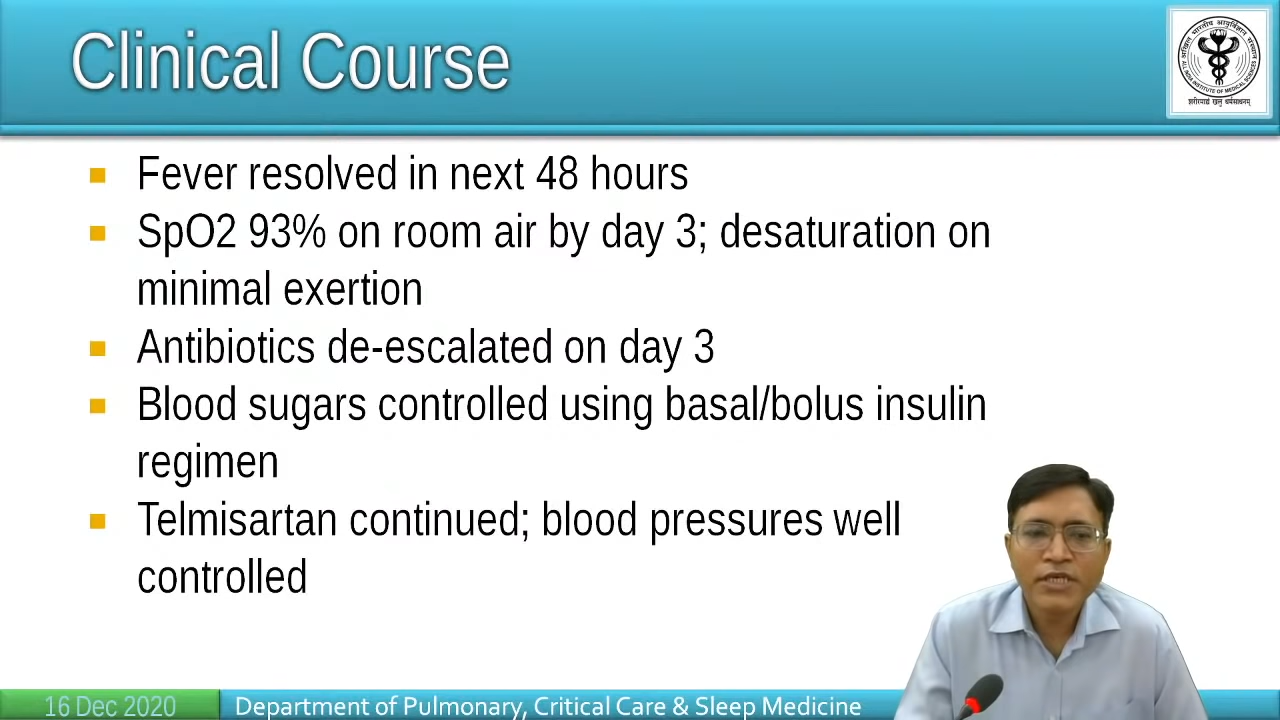 Clinical Course
Fever resolved in next 48 hours
SpO2 93% on room air by day 3; desaturation on
minimal exertion
Antibiotics de-escalated on day 3
Blood sugars controlled using basal/bolus insulin
regimen
Telmisartan continued; blood pressures well
controlled
16 Dec 2020
Department of Pulmonary, Critical Care & Sleep Medicine